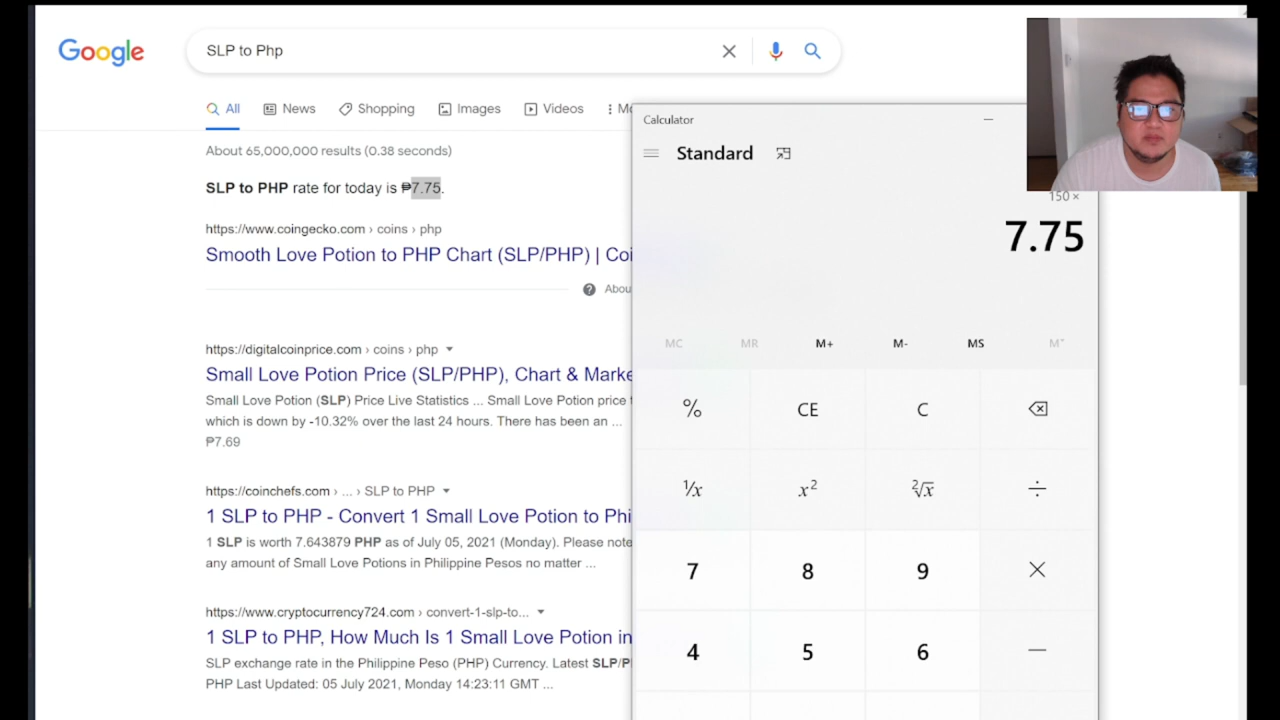 Google
SLP to Php
All News Shopping Images Videos Mo
About 65,000,000 results (0.38 seconds)
SLP to PHP rate for today is ₱7.75.
https://www.coingecko.com › coins › php
Smooth Love Potion to PHP Chart (SLP/PHP) | Coi
Abou
https://digitalcoinprice.com › coins › php
Small Love Potion Price (SLP/PHP), Chart & Marke
Small Love Potion (SLP) Price Live Statistics ... Small Love Potion price
which is down by -10.32% over the last 24 hours. There has been an ...
₱7.69
https://coinchefs.com › ... › SLP to PHP
1 SLP to PHP - Convert 1 Small Love Potion to Phi
1 SLP is worth 7.643879 PHP as of July 05, 2021 (Monday). Please note
any amount of Small Love Potions in Philippine Pesos no matter ...
https://www.cryptocurrency724.com › convert-1-slp-to...
1 SLP to PHP, How Much Is 1 Small Love Potion in
SLP exchange rate in the Philippine Peso (PHP) Currency. Latest SLP/P
PHP Last Updated: 05 July 2021, Monday 14:23:11 GMT ...
Calculator
Standard
150 ×
7.75
MC MR M+ M- MS M˅
% CE C
¹/x x² ²√x ÷
7 8 9 ×
4 5 6 −